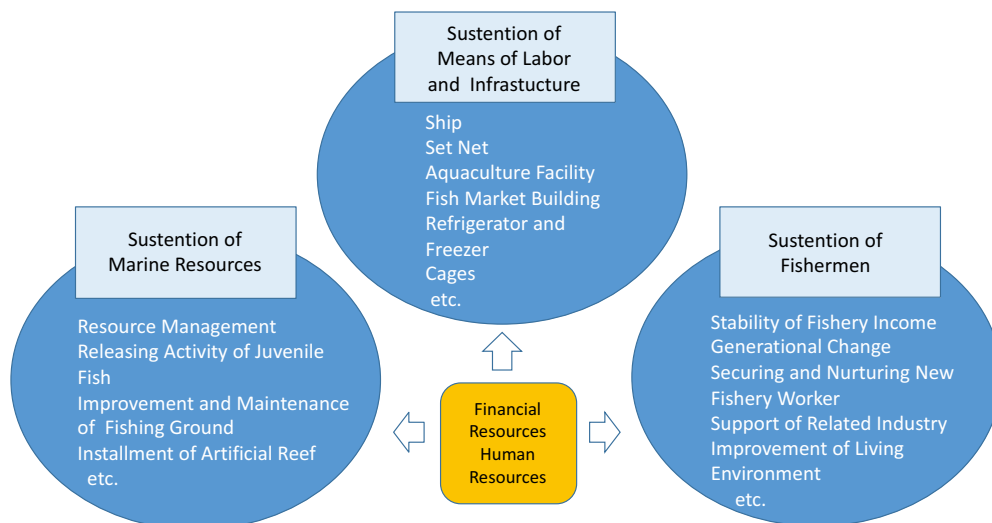 Sustention of
Means of Labor
and Infrastucture
Ship
Set Net
Aquaculture Facility
Fish Market Building
Refrigerator and
Freezer
Cages
etc.
Sustention of
Marine Resources
Resource Management
Releasing Activity of Juvenile
Fish
Improvement and Maintenance
of Fishing Ground
Installment of Artificial Reef
etc.
Financial
Resources
Human
Resources
Sustention of
Fishermen
Stability of Fishery Income
Generational Change
Securing and Nurturing New
Fishery Worker
Support of Related Industry
Improvement of Living
Environment
etc.